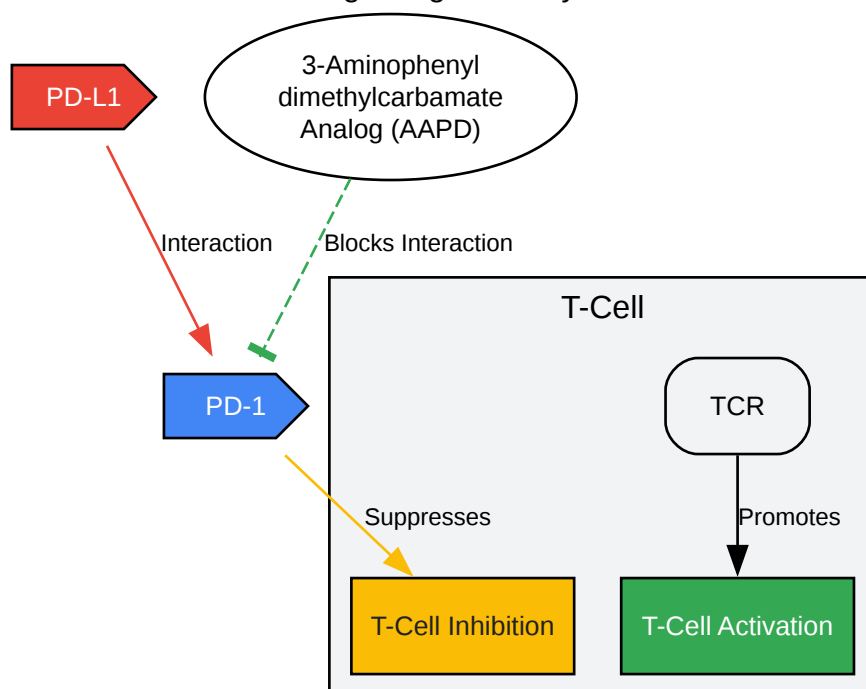 PD-L1
3-Aminophenyl
dimethylcarbamate
Analog (AAPD)
Interaction
Blocks Interaction
T-Cell
PD-1
TCR
Suppresses
Promotes
T-Cell Inhibition
T-Cell Activation